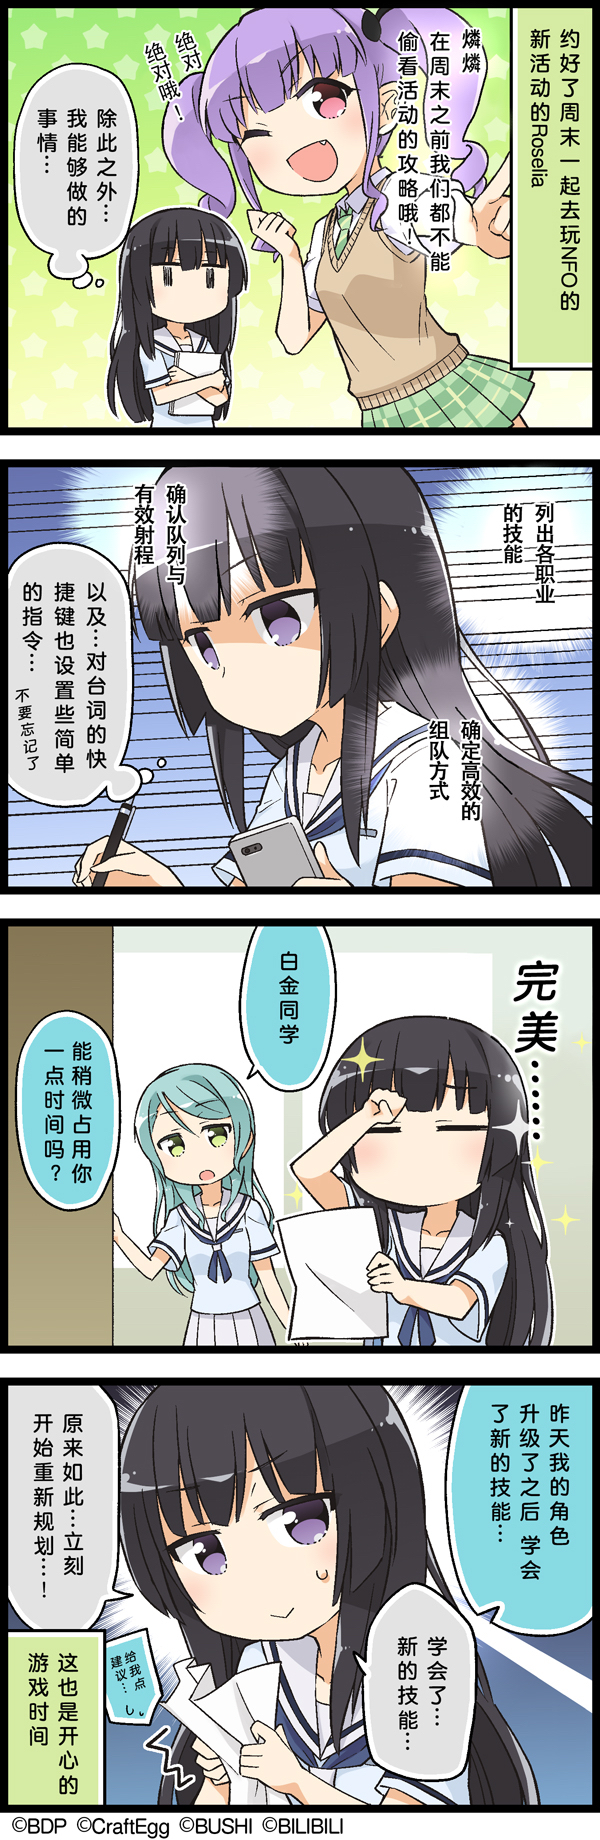 约好了周末一起去玩NFO的
新活动的Roselia
燐燐
在周末之前我们都不能
偷看活动的攻略哦！
绝对
绝对哦！
除此之外…
我能够做的
事情…
列出各职业
的技能
确认队列与
有效射程
确定高效的
组队方式
以及…对台词的快
捷键也设置些简单
的指令…
不要忘记了
完美……
白金同学
能稍微占用你
一点时间吗？
昨天我的角色
升级了之后 学会
了新的技能…
学会了…
新的技能…
原来如此…立刻
开始重新规划…！
给我点
建议…
这也是开心的
游戏时间
©BDP ©CraftEgg ©BUSHI ©BILIBILI